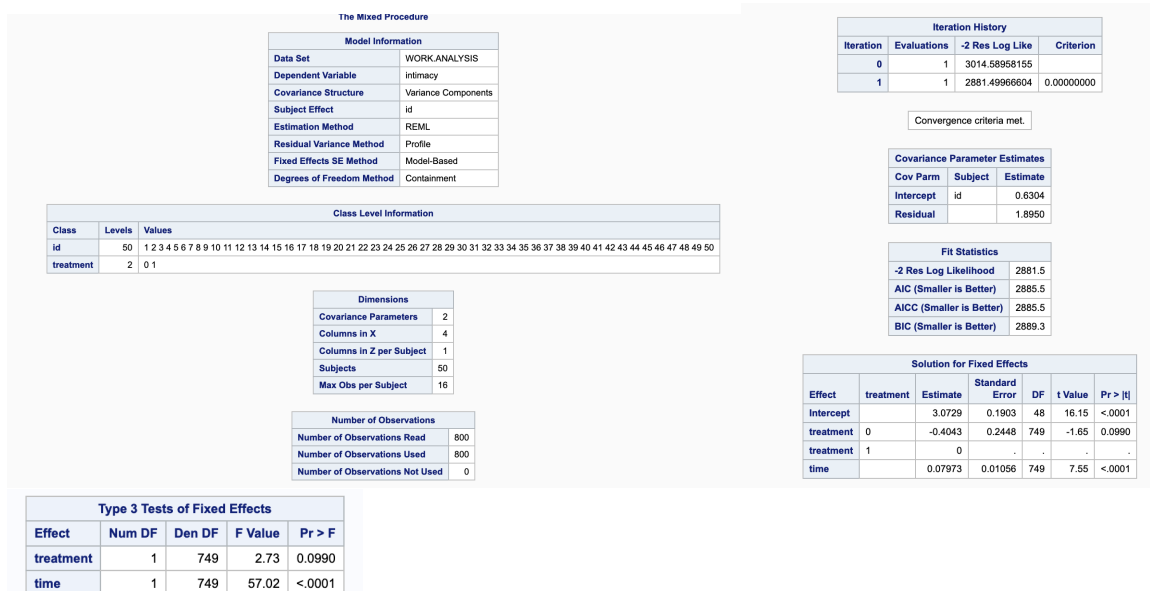 The Mixed Procedure
Model Information
Data Set WORK.ANALYSIS
Dependent Variable intimacy
Covariance Structure Variance Components
Subject Effect id
Estimation Method REML
Residual Variance Method Profile
Fixed Effects SE Method Model-Based
Degrees of Freedom Method Containment
Class Level Information
Class Levels Values
id 50 1 2 3 4 5 6 7 8 9 10 11 12 13 14 15 16 17 18 19 20 21 22 23 24 25 26 27 28 29 30 31 32 33 34 35 36 37 38 39 40 41 42 43 44 45 46 47 48 49 50
treatment 2 0 1
Dimensions
Covariance Parameters 2
Columns in X 4
Columns in Z per Subject 1
Subjects 50
Max Obs per Subject 16
Number of Observations
Number of Observations Read 800
Number of Observations Used 800
Number of Observations Not Used 0
Iteration History
Iteration Evaluations -2 Res Log Like Criterion
0 1 3014.58958155
1 1 2881.49966604 0.00000000
Convergence criteria met.
Covariance Parameter Estimates
Cov Parm Subject Estimate
Intercept id 0.6304
Residual 1.8950
Fit Statistics
-2 Res Log Likelihood 2881.5
AIC (Smaller is Better) 2885.5
AICC (Smaller is Better) 2885.5
BIC (Smaller is Better) 2889.3
Solution for Fixed Effects
Effect treatment Estimate Standard Error DF t Value Pr > |t|
Intercept 3.0729 0.1903 48 16.15 <.0001
treatment 0 -0.4043 0.2448 749 -1.65 0.0990
treatment 1 0 . . . .
time 0.07973 0.01056 749 7.55 <.0001
Type 3 Tests of Fixed Effects
Effect Num DF Den DF F Value Pr > F
treatment 1 749 2.73 0.0990
time 1 749 57.02 <.0001